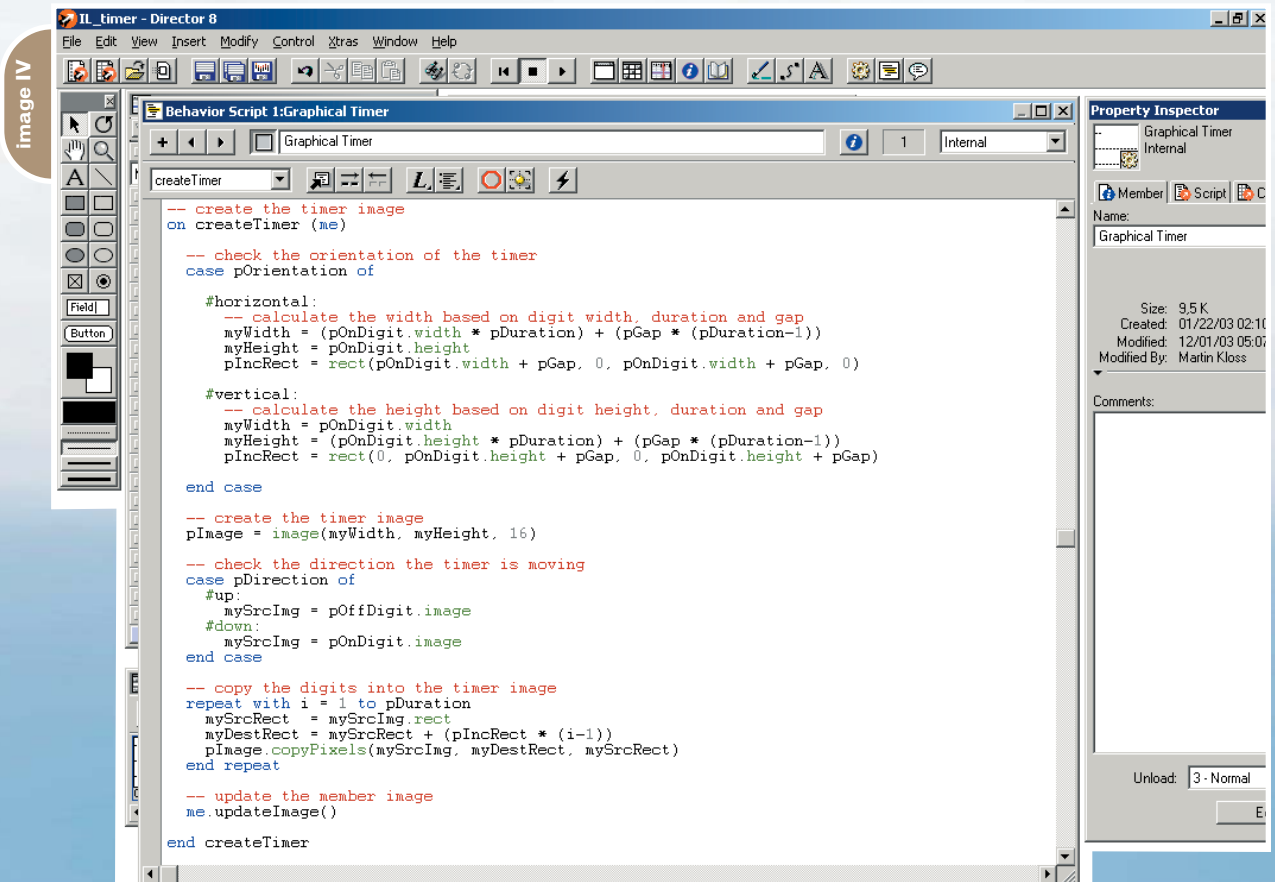 image IV
IL_timer - Director 8
File Edit View Insert Modify Control Xtras Window Help
Behavior Script 1:Graphical Timer
Graphical Timer
1
Internal
createTimer
-- create the timer image
on createTimer (me)
-- check the orientation of the timer
case pOrientation of
#horizontal:
-- calculate the width based on digit width, duration and gap
myWidth = (pOnDigit.width * pDuration) + (pGap * (pDuration-1))
myHeight = pOnDigit.height
pIncRect = rect(pOnDigit.width + pGap, 0, pOnDigit.width + pGap, 0)
#vertical:
-- calculate the height based on digit height, duration and gap
myWidth = pOnDigit.width
myHeight = (pOnDigit.height * pDuration) + (pGap * (pDuration-1))
pIncRect = rect(0, pOnDigit.height + pGap, 0, pOnDigit.height + pGap)
end case
-- create the timer image
pImage = image(myWidth, myHeight, 16)
-- check the direction the timer is moving
case pDirection of
#up:
mySrcImg = pOffDigit.image
#down:
mySrcImg = pOnDigit.image
end case
-- copy the digits into the timer image
repeat with i = 1 to pDuration
mySrcRect = mySrcImg.rect
myDestRect = mySrcRect + (pIncRect * (i-1))
pImage.copyPixels(mySrcImg, myDestRect, mySrcRect)
end repeat
-- update the member image
me.updateImage()
end createTimer
Field
Button
Property Inspector
Graphical Timer
Internal
Member Script
Name:
Graphical Timer
Size: 9,5 K
Created: 01/22/03 02:10
Modified: 12/01/03 05:07
Modified By: Martin Kloss
Comments:
Unload: 3 - Normal